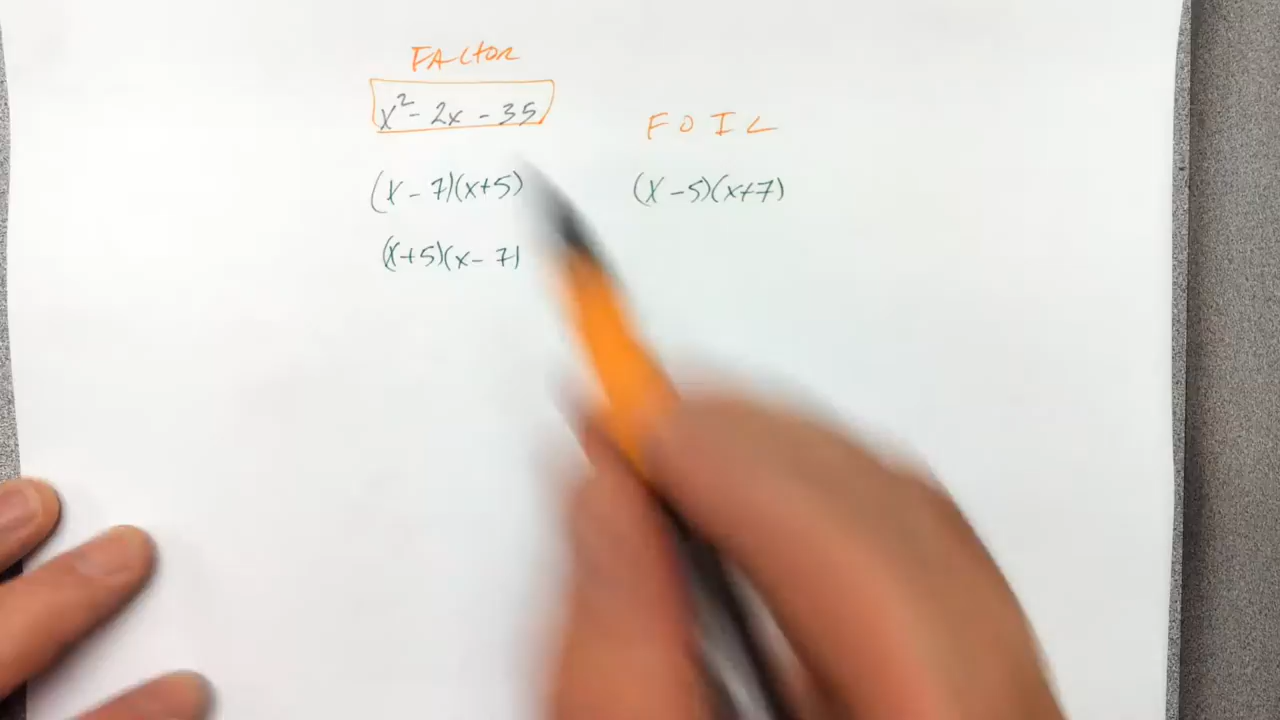 FACTOR
x² - 2x - 35
(x - 7)(x+5)
(x+5)(x- 7)
FOIL
(x -5)(x+7)